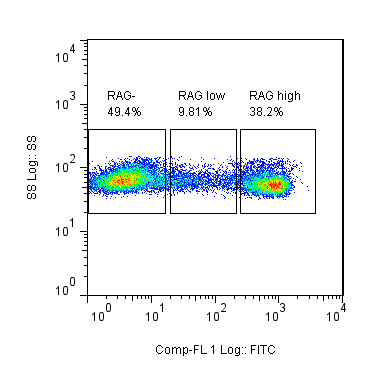 10^4
RAG- RAG low RAG high
49.4% 9.81% 38.2%
10^3
10^2
10^1
10^0
SS Log:: SS
10^0 10^1 10^2 10^3 10^4
Comp-FL 1 Log:: FITC